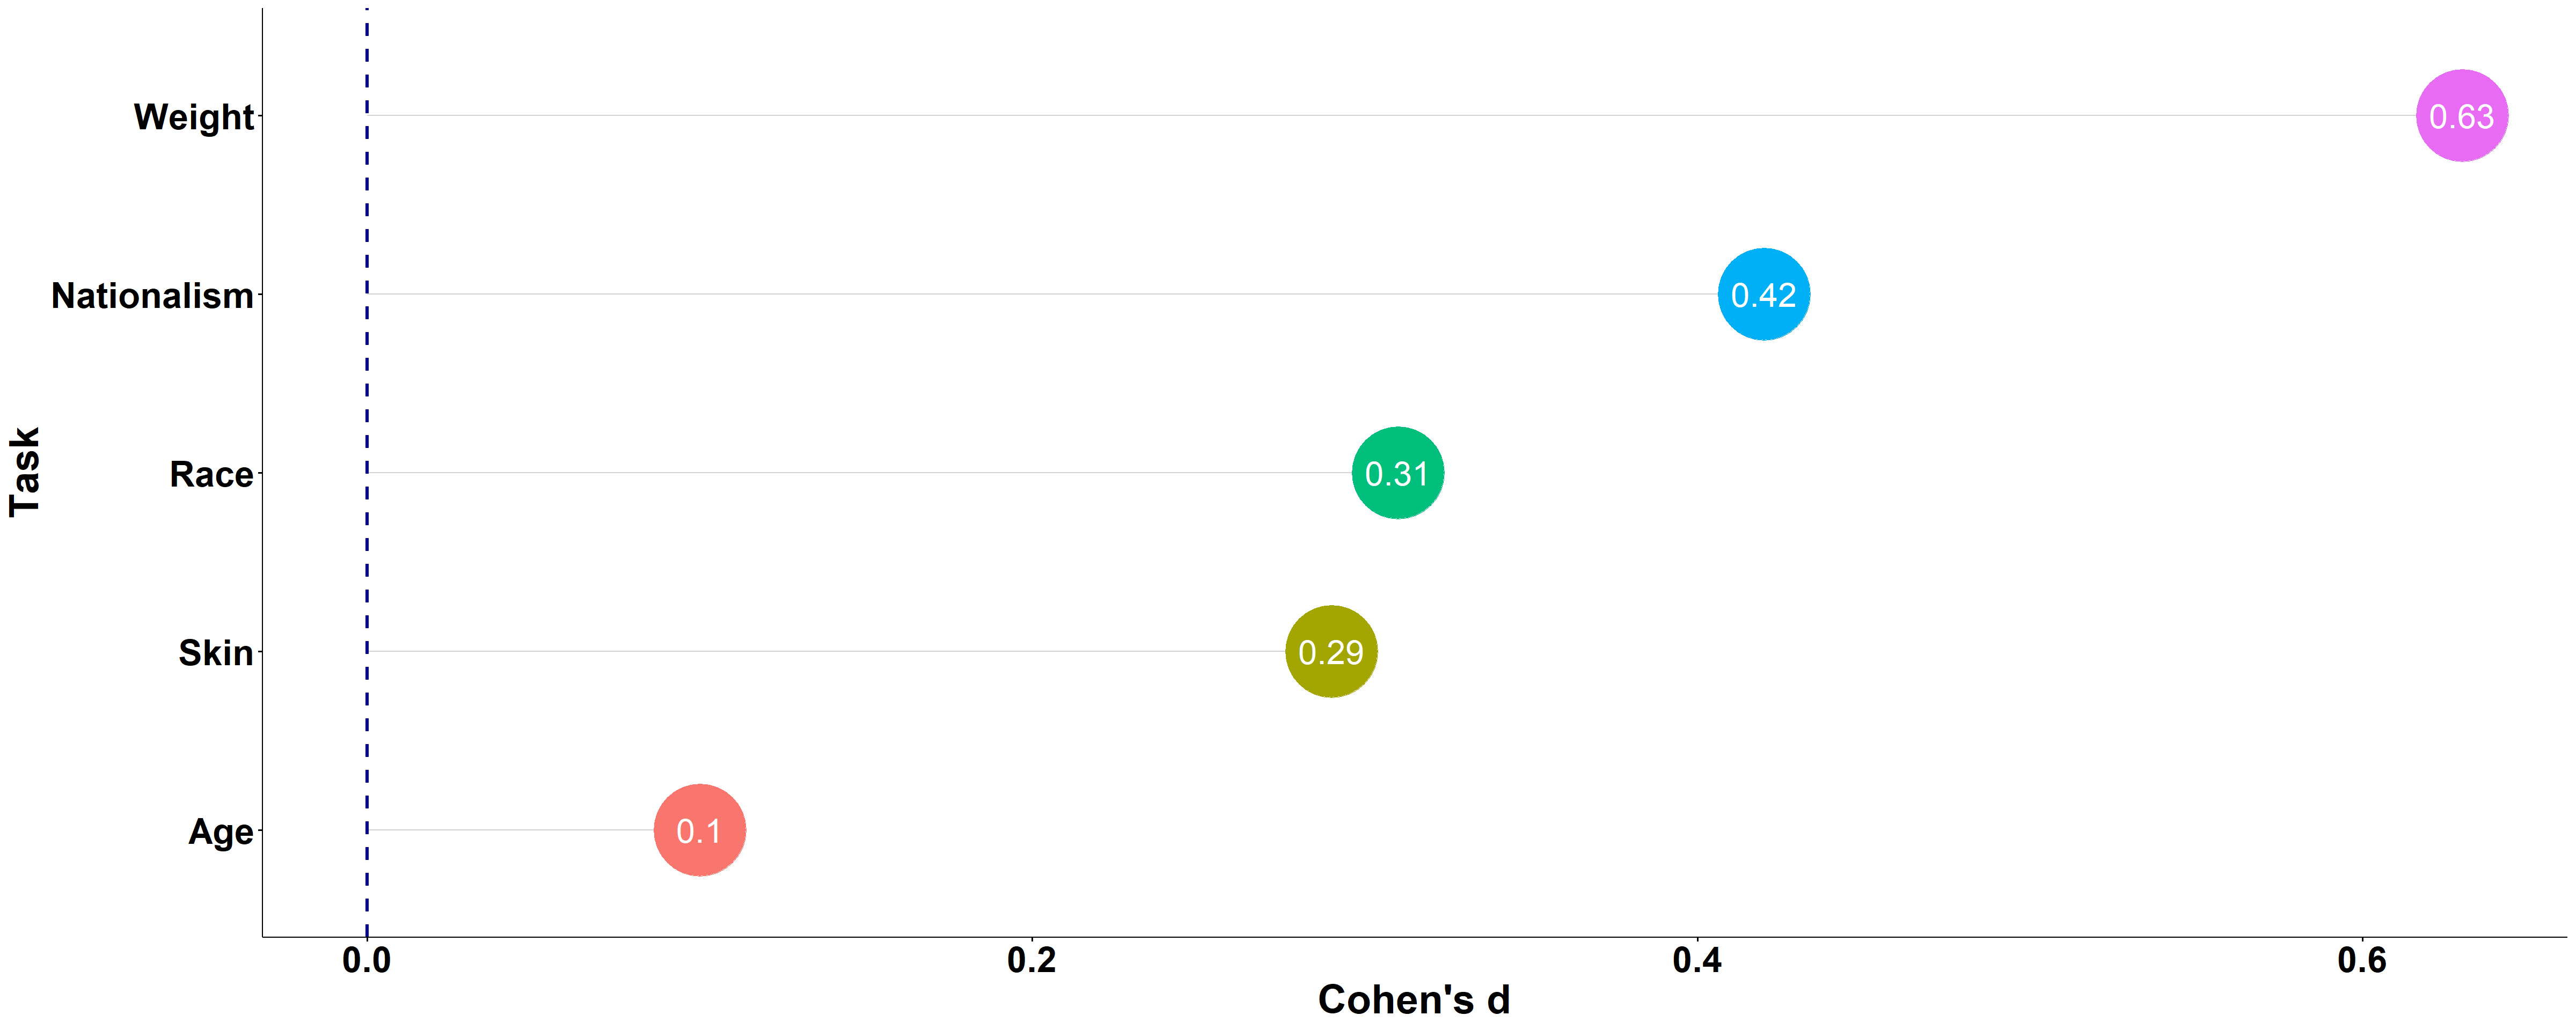 Task
Weight
0.63
Nationalism
0.42
Race
0.31
Skin
0.29
Age
0.1
0.0 0.2 0.4 0.6
Cohen's d